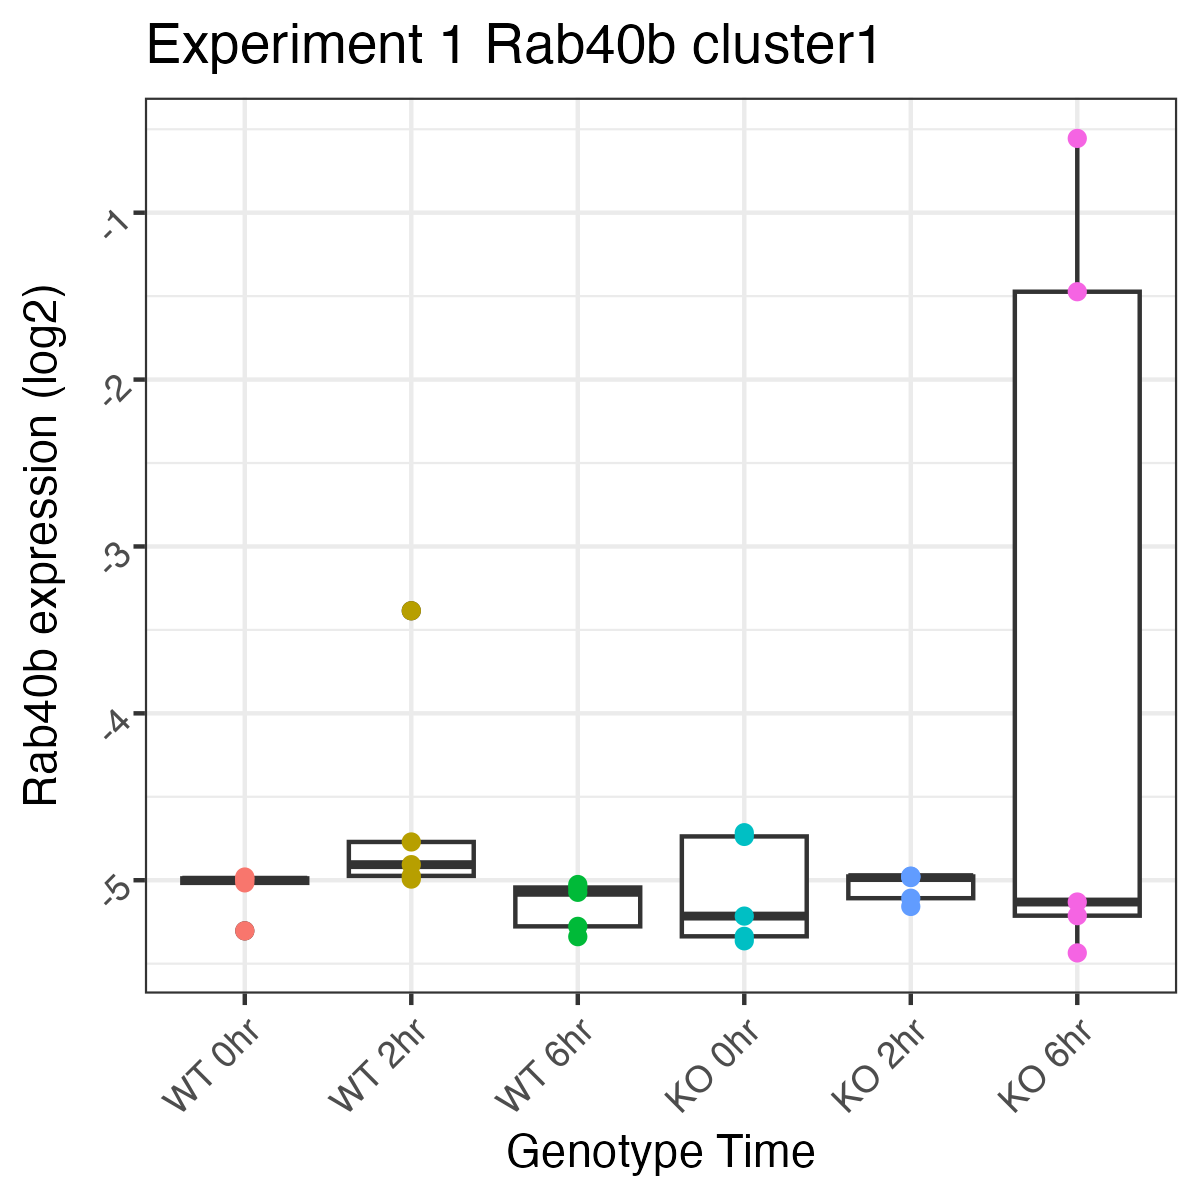 Experiment 1 Rab40b cluster1
Rab40b expression (log2)
-1
-2
-3
-4
-5
WT 0hr
WT 2hr
WT 6hr
KO 0hr
KO 2hr
KO 6hr
Genotype Time